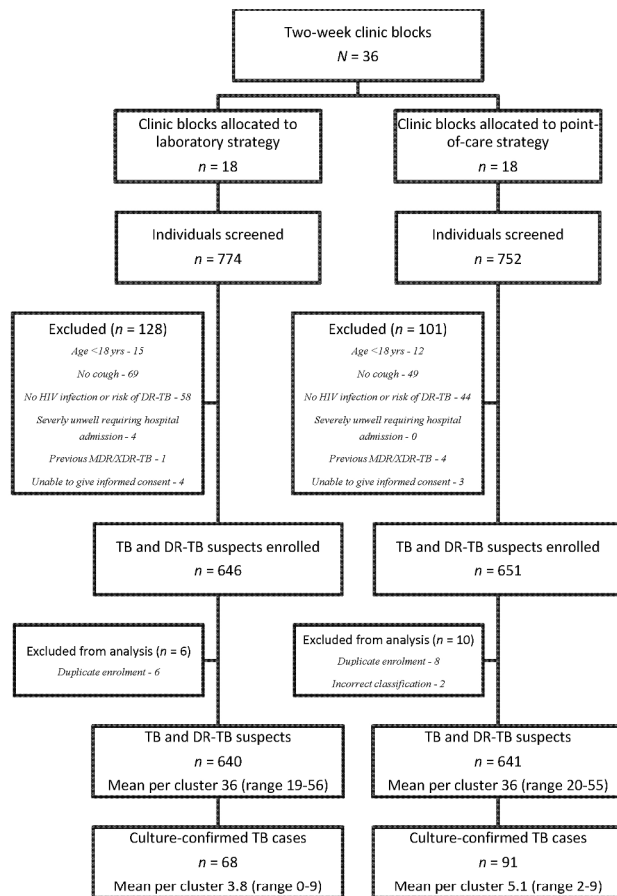 Two-week clinic blocks
N = 36
Clinic blocks allocated to
laboratory strategy
n = 18
Clinic blocks allocated to point-
of-care strategy
n = 18
Individuals screened
n = 774
Individuals screened
n = 752
Excluded (n = 128)
Age <18 yrs - 15
No cough - 69
No HIV infection or risk of DR-TB - 58
Severly unwell requiring hospital
admission - 4
Previous MDR/XDR-TB - 1
Unable to give informed consent - 4
Excluded (n = 101)
Age <18 yrs - 12
No cough - 49
No HIV infection or risk of DR-TB - 44
Severely unwell requiring hospital
admission - 0
Previous MDR/XDR-TB - 4
Unable to give informed consent - 3
TB and DR-TB suspects enrolled
n = 646
TB and DR-TB suspects enrolled
n = 651
Excluded from analysis (n = 6)
Duplicate enrolment - 6
Excluded from analysis (n = 10)
Duplicate enrolment - 8
Incorrect classification - 2
TB and DR-TB suspects
n = 640
Mean per cluster 36 (range 19-56)
TB and DR-TB suspects
n = 641
Mean per cluster 36 (range 20-55)
Culture-confirmed TB cases
n = 68
Mean per cluster 3.8 (range 0-9)
Culture-confirmed TB cases
n = 91
Mean per cluster 5.1 (range 2-9)